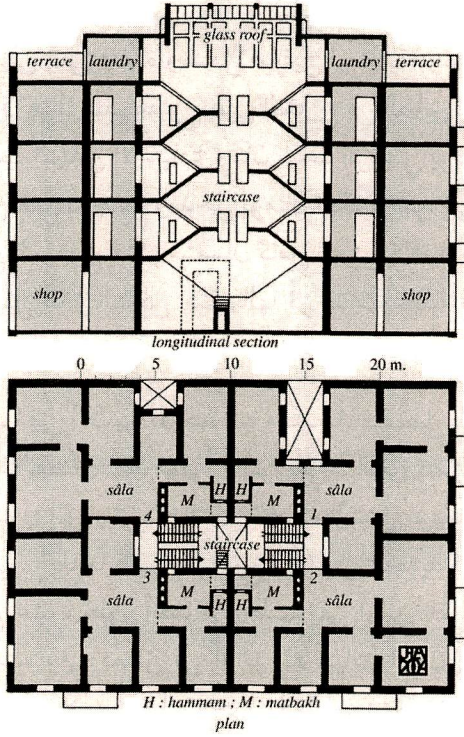 glass roof
terrace laundry laundry terrace
staircase
shop shop
longitudinal section
0 5 10 15 20 m.
sâla M H H M sâla
4 1
staircase
3 2
sâla M H H M sâla
H : hammam ; M : matbakh
plan